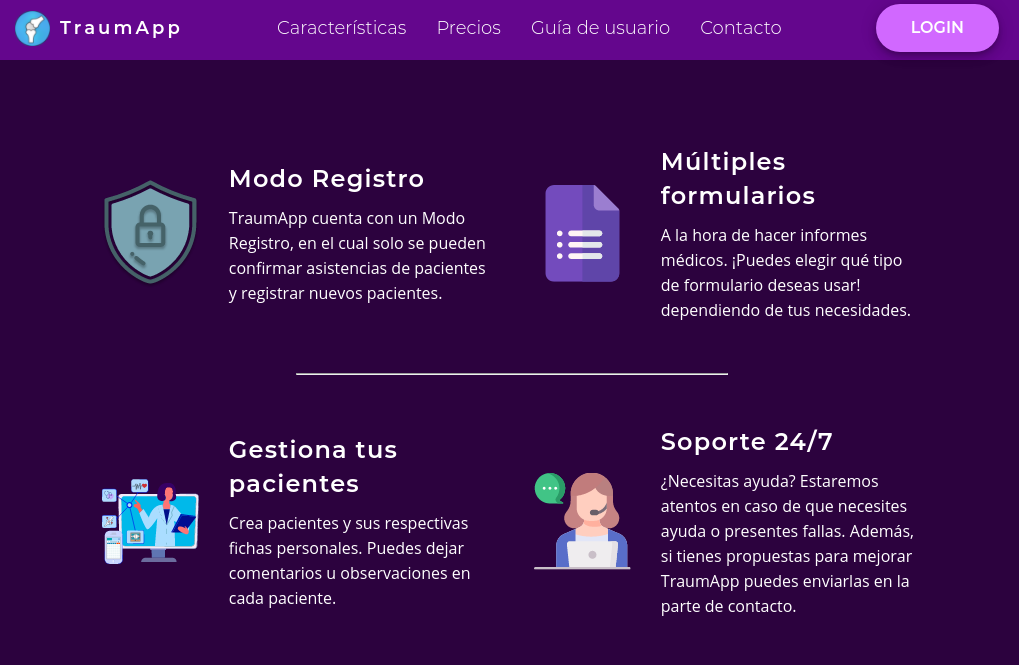 TraumApp
Características
Precios
Guía de usuario
Contacto
LOGIN
Modo Registro
TraumApp cuenta con un Modo
Registro, en el cual solo se pueden
confirmar asistencias de pacientes
y registrar nuevos pacientes.
Múltiples
formularios
A la hora de hacer informes
médicos. ¡Puedes elegir qué tipo
de formulario deseas usar!
dependiendo de tus necesidades.
Gestiona tus
pacientes
Crea pacientes y sus respectivas
fichas personales. Puedes dejar
comentarios u observaciones en
cada paciente.
Soporte 24/7
¿Necesitas ayuda? Estaremos
atentos en caso de que necesites
ayuda o presentes fallas. Además,
si tienes propuestas para mejorar
TraumApp puedes enviarlas en la
parte de contacto.